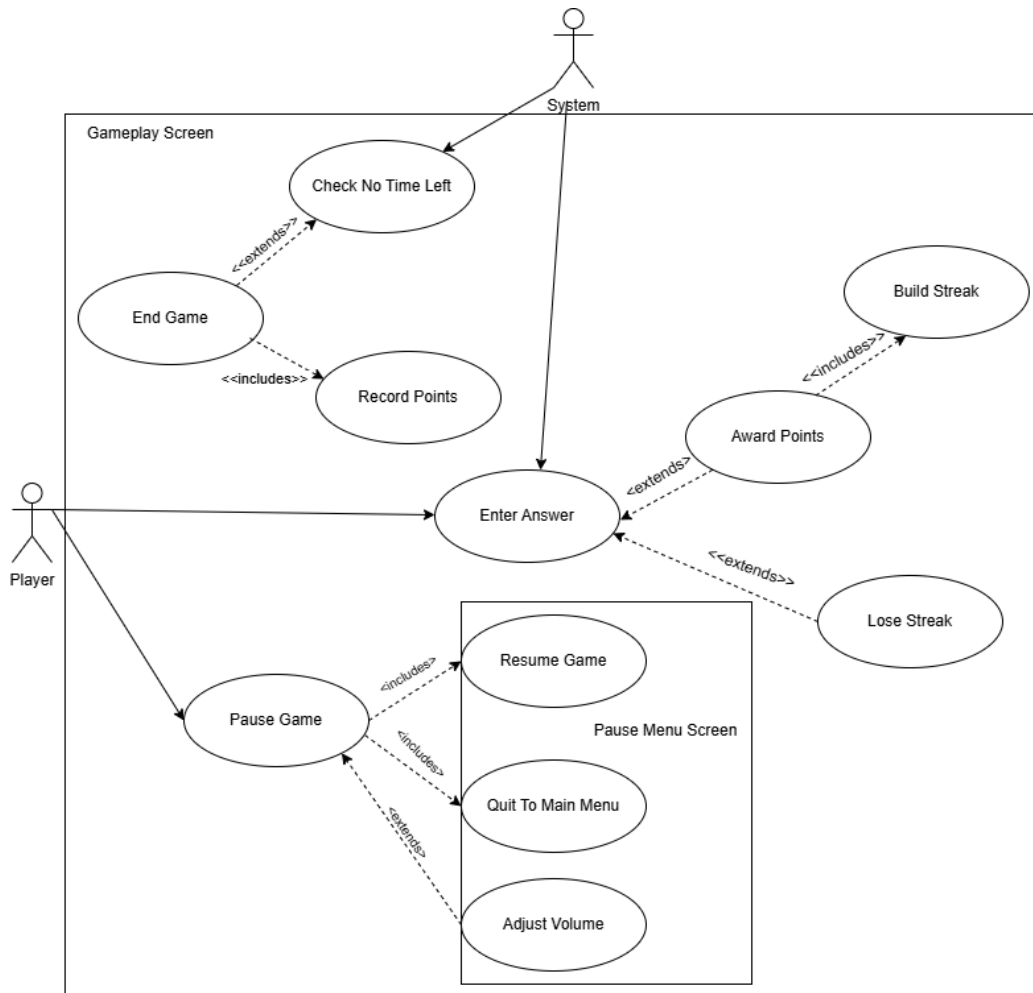 System
Gameplay Screen
Check No Time Left
<<extends>>
Build Streak
End Game
<<includes>>
<<includes>>
Record Points
Award Points
<extends>
Enter Answer
Player
<<extends>>
Lose Streak
Resume Game
<includes>
Pause Game
Pause Menu Screen
<includes>
Quit To Main Menu
<extends>
Adjust Volume